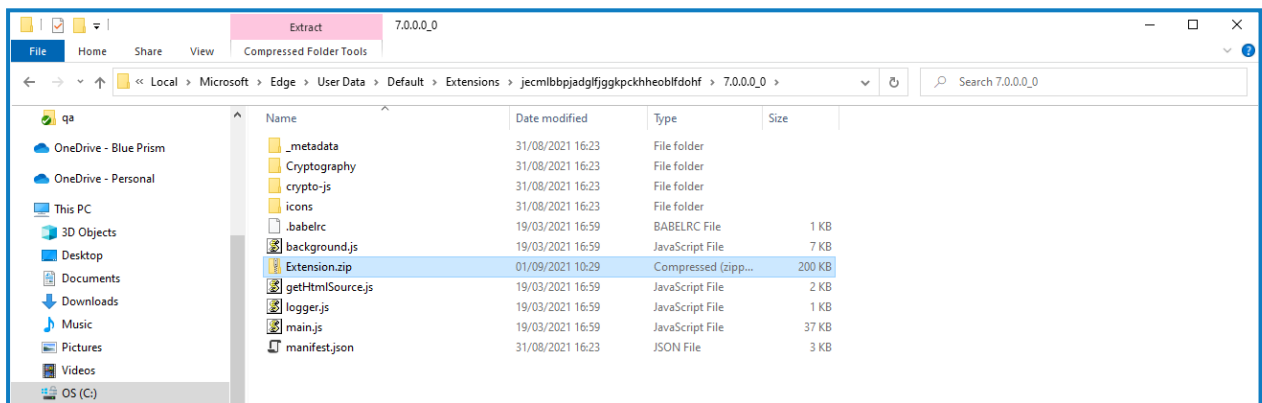 Extract 7.0.0.0_0
File Home Share View Compressed Folder Tools
« Local > Microsoft > Edge > User Data > Default > Extensions > jecmlbbpjadglfjggkpckhheoblfdohf > 7.0.0.0_0 > Search 7.0.0.0_0
qa
OneDrive - Blue Prism
OneDrive - Personal
This PC
3D Objects
Desktop
Documents
Downloads
Music
Pictures
Videos
OS (C:)
Name Date modified Type Size
_metadata 31/08/2021 16:23 File folder
Cryptography 31/08/2021 16:23 File folder
crypto-js 31/08/2021 16:23 File folder
icons 31/08/2021 16:23 File folder
.babelrc 19/03/2021 16:59 BABELRC File 1 KB
background.js 19/03/2021 16:59 JavaScript File 7 KB
Extension.zip 01/09/2021 10:29 Compressed (zipp... 200 KB
getHtmlSource.js 19/03/2021 16:59 JavaScript File 2 KB
logger.js 19/03/2021 16:59 JavaScript File 1 KB
main.js 19/03/2021 16:59 JavaScript File 37 KB
manifest.json 31/08/2021 16:23 JSON File 3 KB